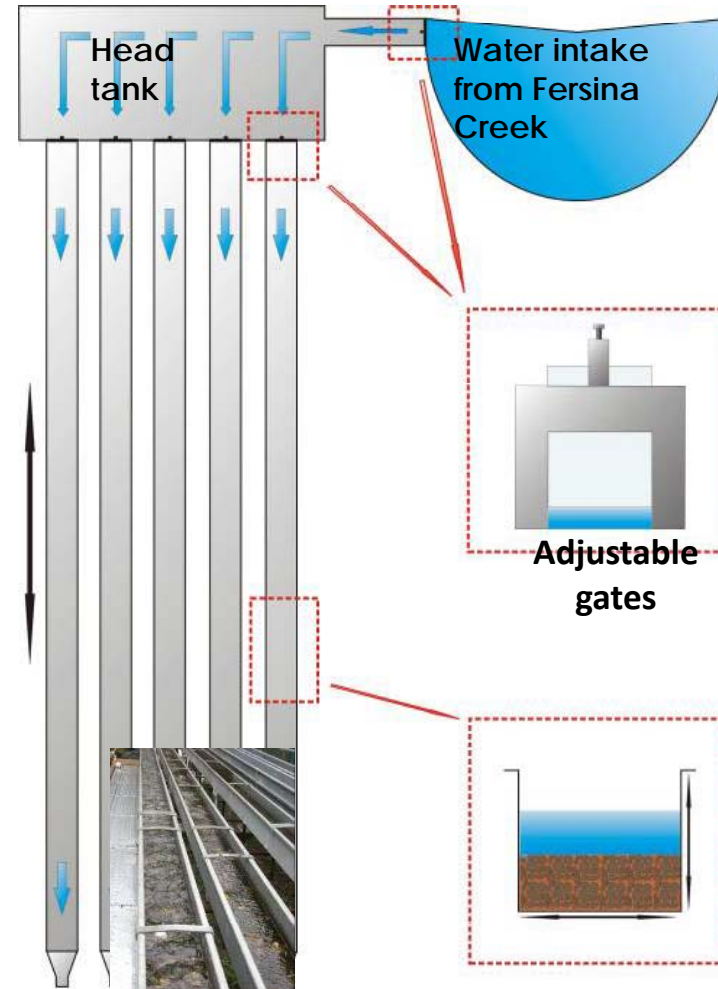 Head
tank
Water intake
from Fersina
Creek
Adjustable
gates